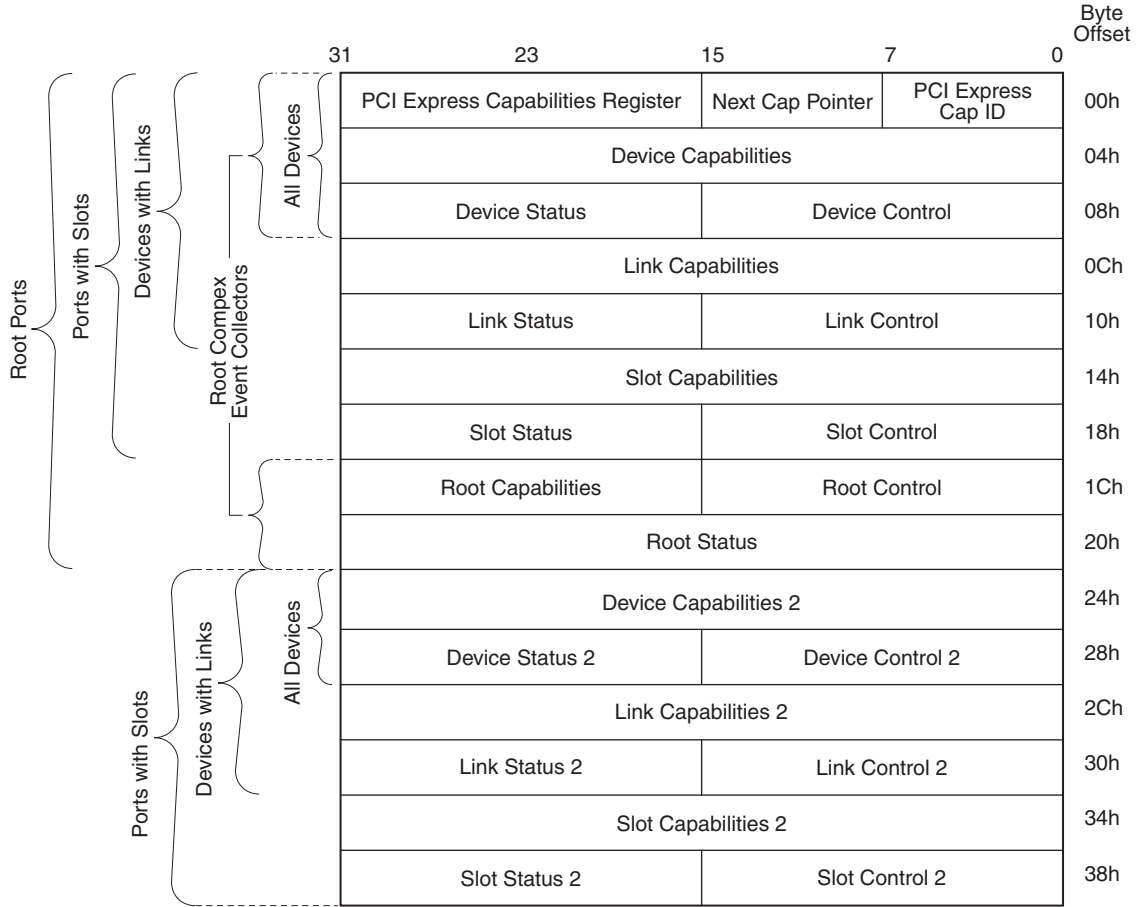 Byte
Offset
31 23 15 7 0
PCI Express Capabilities Register Next Cap Pointer PCI Express
Cap ID 00h
Device Capabilities 04h
Device Status Device Control 08h
Link Capabilities 0Ch
Link Status Link Control 10h
Slot Capabilities 14h
Slot Status Slot Control 18h
Root Capabilities Root Control 1Ch
Root Status 20h
Device Capabilities 2 24h
Device Status 2 Device Control 2 28h
Link Capabilities 2 2Ch
Link Status 2 Link Control 2 30h
Slot Capabilities 2 34h
Slot Status 2 Slot Control 2 38h
Root Ports
Ports with Slots
Devices with Links
Root Compex
Event Collectors
All Devices
Ports with Slots
Devices with Links
All Devices